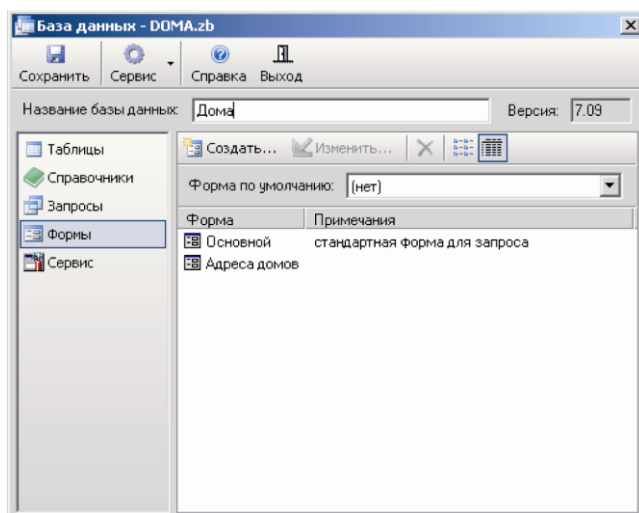 База данных - DOMA.zb
Сохранить Сервис Справка Выход
Название базы данных: Дома Версия: 7.09
Таблицы
Справочники
Запросы
Формы
Сервис
Создать... Изменить...
Форма по умолчанию: (нет)
Форма Примечания
Основной стандартная форма для запроса
Адреса домов